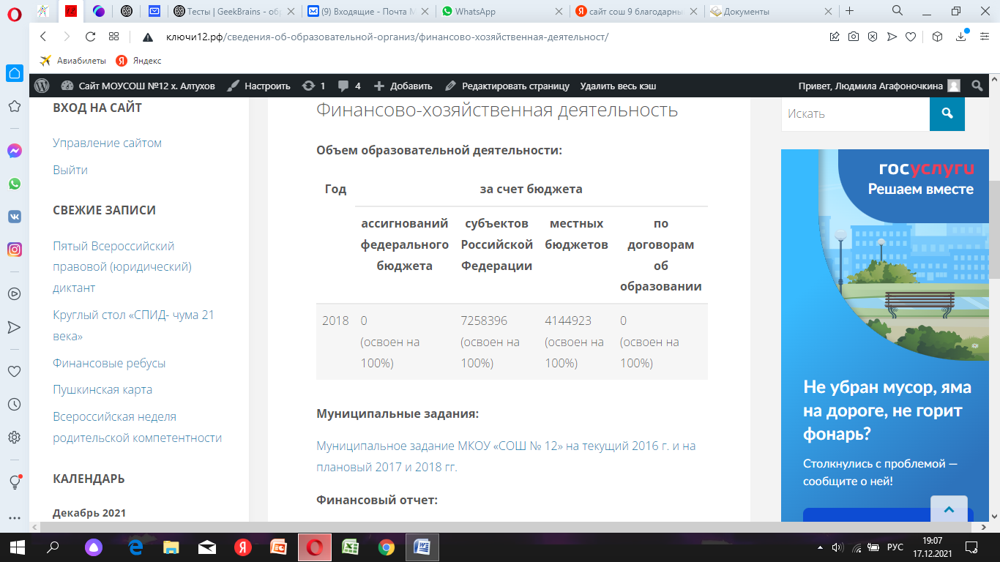 Тесты | GeekBrains - обр
(9) Входящие - Почта M
WhatsApp
сайт сош 9 благодарны
Документы
ключи12.рф/сведения-об-образовательной-организ/финансово-хозяйственная-деятельност/
Авиабилеты
Яндекс
Сайт МОУСОШ №12 х. Алтухов
Настроить
1
4
Добавить
Редактировать страницу
Удалить весь кэш
Привет, Людмила Агафоночкина
ВХОД НА САЙТ
Управление сайтом
Выйти
СВЕЖИЕ ЗАПИСИ
Пятый Всероссийский
правовой (юридический)
диктант
Круглый стол «СПИД- чума 21
века»
Финансовые ребусы
Пушкинская карта
Всероссийская неделя
родительской компетентности
КАЛЕНДАРЬ
Декабрь 2021
Финансово-хозяйственная деятельность
Объем образовательной деятельности:
Год за счет бюджета
ассигнований субъектов местных по
федерального Российской бюджетов договорам
бюджета Федерации об
образовании
2018 0 7258396 4144923 0
(освоен на (освоен на (освоен на (освоен на
100%) 100%) 100%) 100%)
Муниципальные задания:
Муниципальное задание МКОУ «СОШ № 12» на текущий 2016 г. и на
плановый 2017 и 2018 гг.
Финансовый отчет:
Искать
госуслуги
Решаем вместе
Не убран мусор, яма
на дороге, не горит
фонарь?
Столкнулись с проблемой —
сообщите о ней!
РУС
19:07
17.12.2021